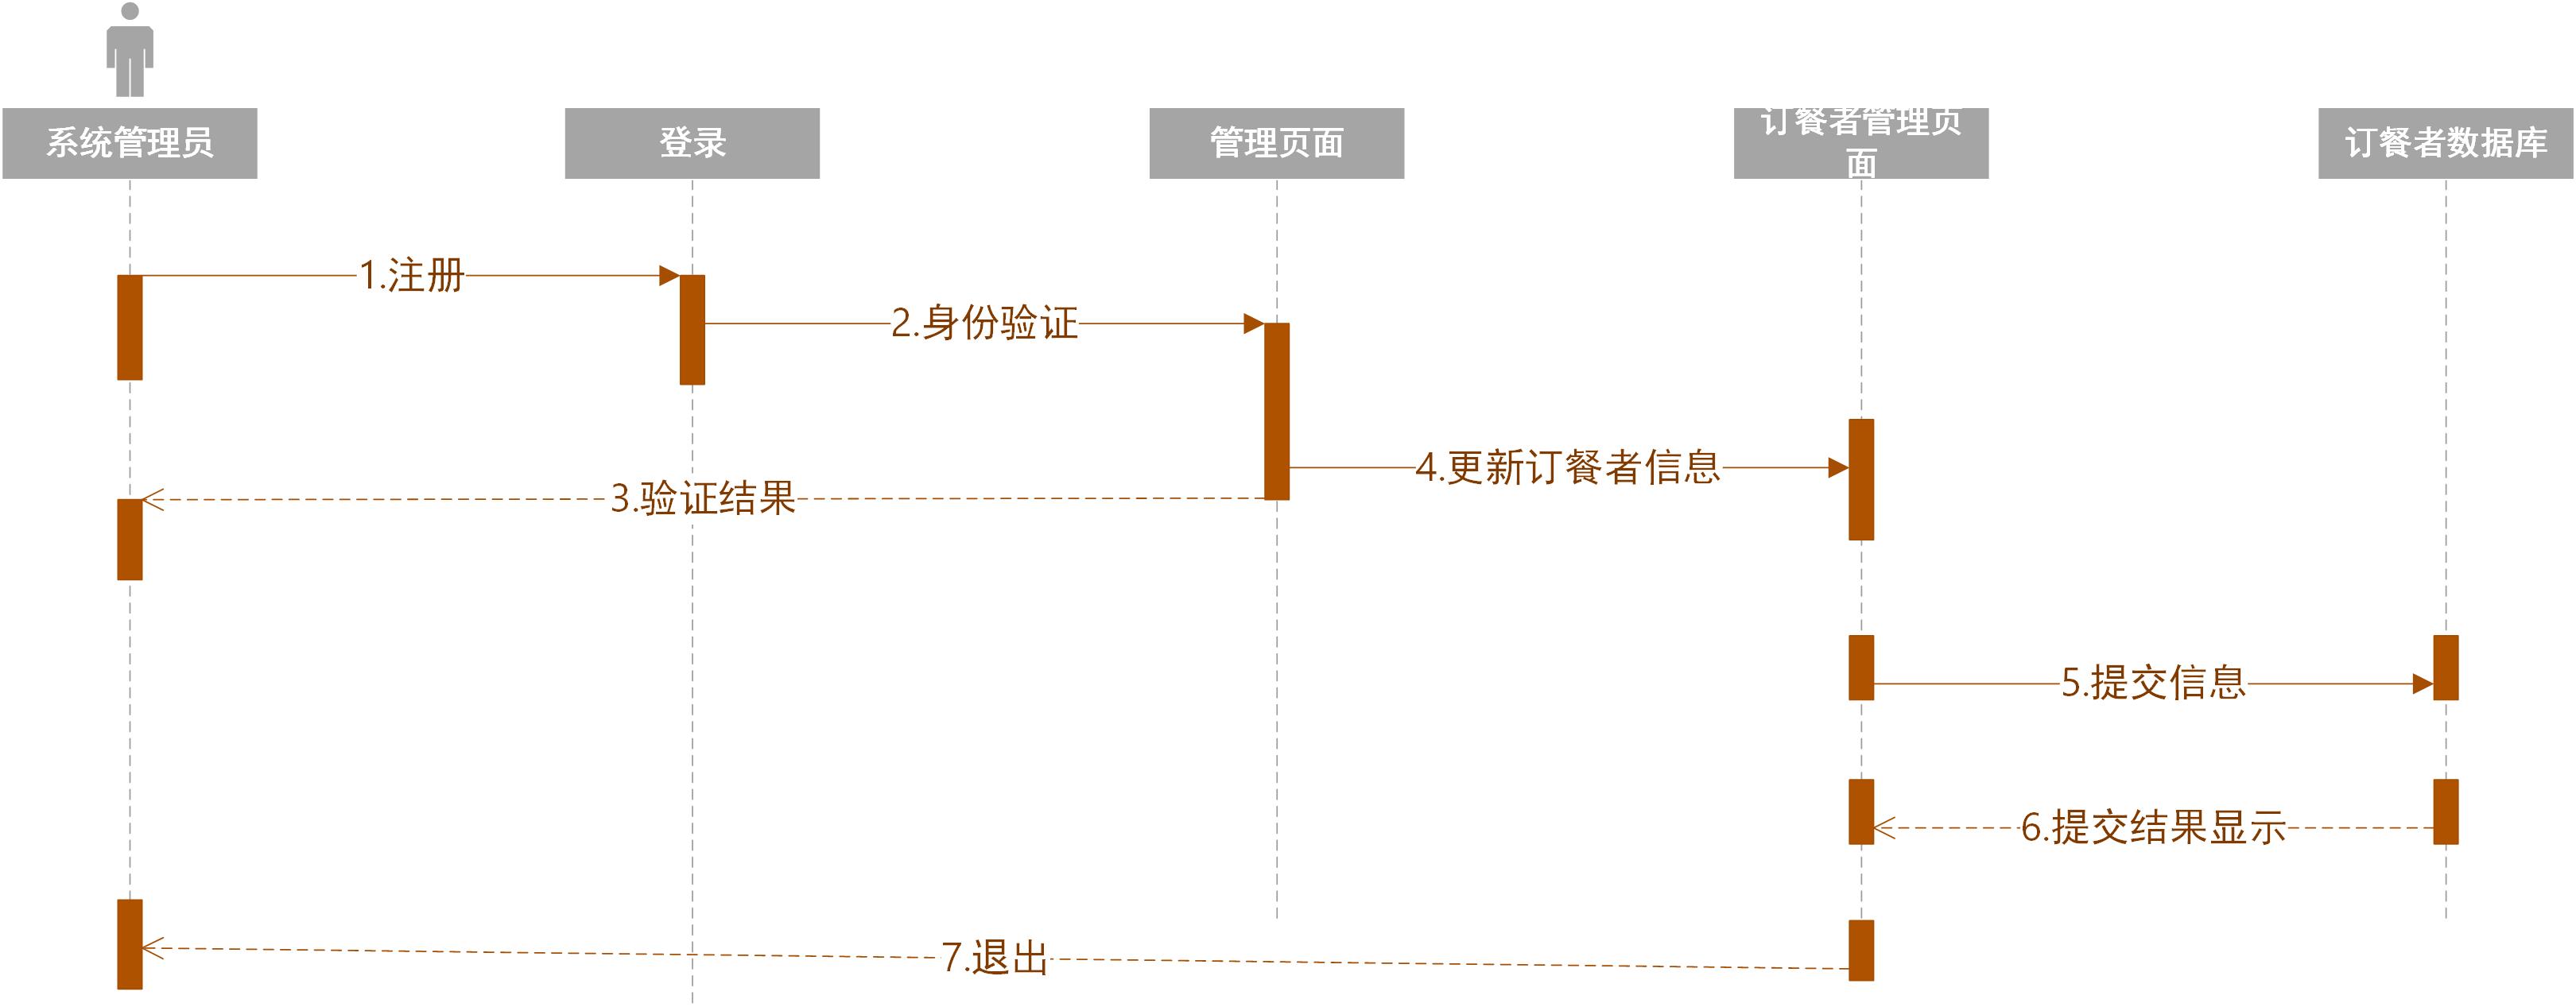 系统管理员
登录
管理页面
订餐者管理页
面
订餐者数据库
1.注册
2.身份验证
4.更新订餐者信息
3.验证结果
5.提交信息
6.提交结果显示
7.退出